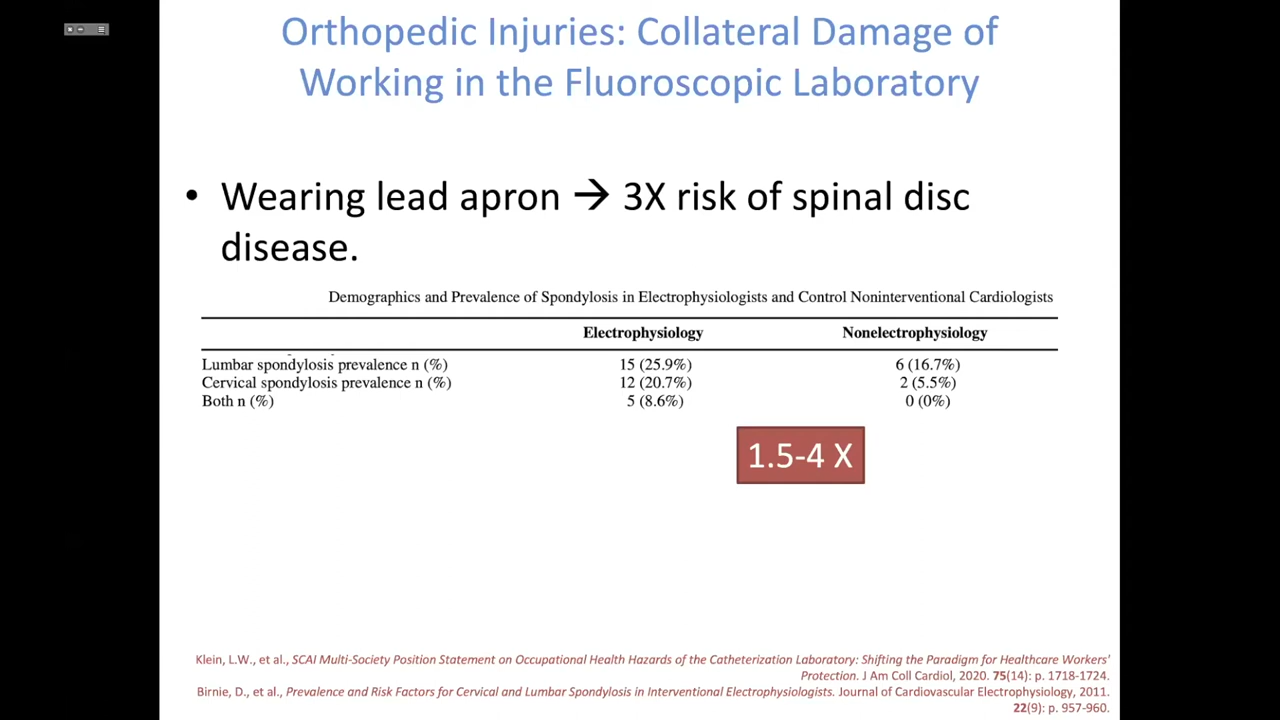 Orthopedic Injuries: Collateral Damage of
Working in the Fluoroscopic Laboratory
• Wearing lead apron → 3X risk of spinal disc
disease.
Demographics and Prevalence of Spondylosis in Electrophysiologists and Control Noninterventional Cardiologists
Electrophysiology Nonelectrophysiology
Lumbar spondylosis prevalence n (%) 15 (25.9%) 6 (16.7%)
Cervical spondylosis prevalence n (%) 12 (20.7%) 2 (5.5%)
Both n (%) 5 (8.6%) 0 (0%)
1.5-4 X
Klein, L.W., et al., SCAI Multi-Society Position Statement on Occupational Health Hazards of the Catheterization Laboratory: Shifting the Paradigm for Healthcare Workers'
Protection. J Am Coll Cardiol, 2020. 75(14): p. 1718-1724.
Birnie, D., et al., Prevalence and Risk Factors for Cervical and Lumbar Spondylosis in Interventional Electrophysiologists. Journal of Cardiovascular Electrophysiology, 2011.
22(9): p. 957-960.